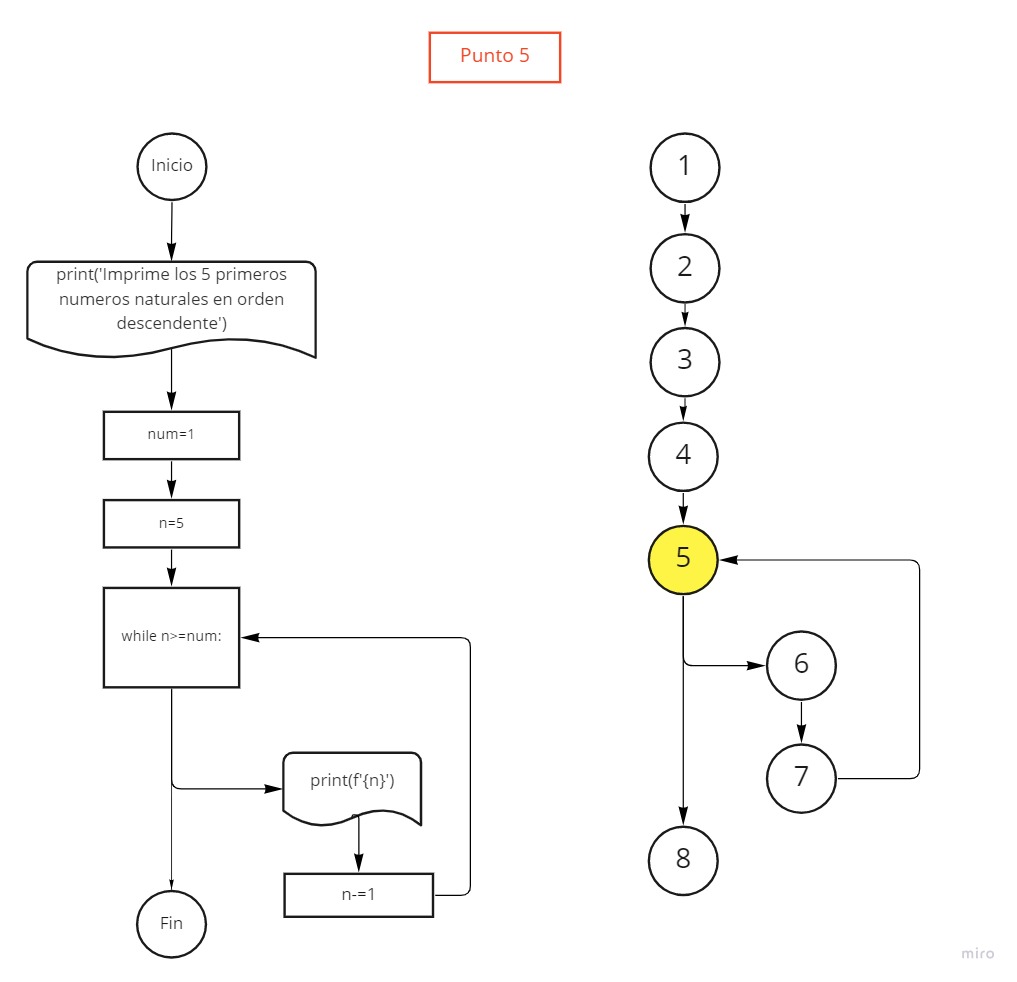 Punto 5
Inicio
print('Imprime los 5 primeros
numeros naturales en orden
descendente')
num=1
n=5
while n>=num:
print(f'{n}')
n-=1
Fin
1
2
3
4
5
6
7
8
miro